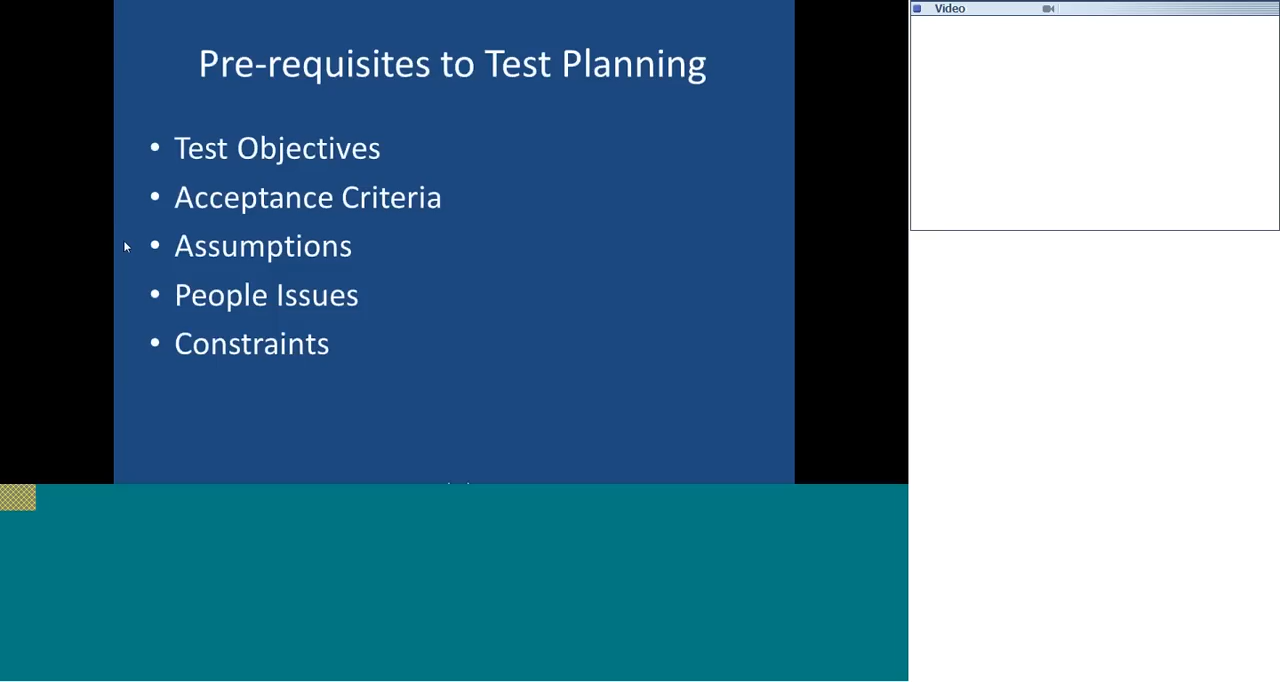 Pre-requisites to Test Planning
• Test Objectives
• Acceptance Criteria
• Assumptions
• People Issues
• Constraints
Video